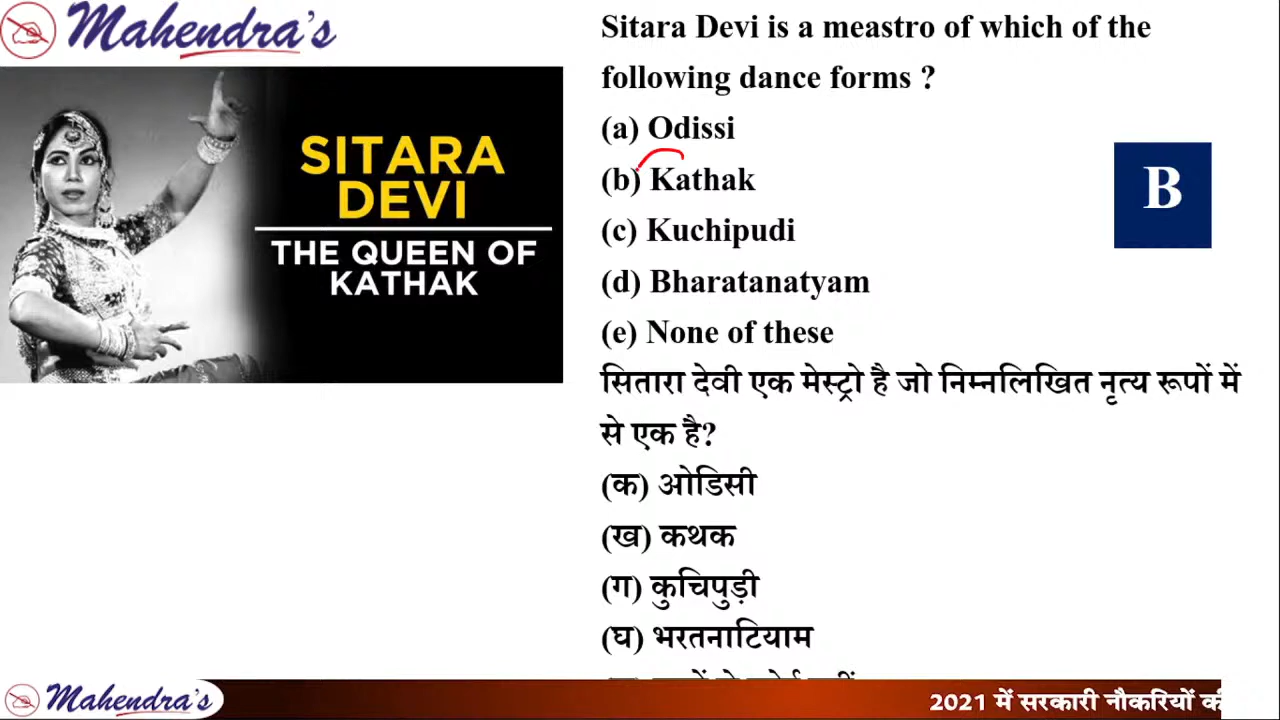 Mahendra's
SITARA
DEVI
THE QUEEN OF
KATHAK
Sitara Devi is a meastro of which of the
following dance forms ?
(a) Odissi
(b) Kathak
(c) Kuchipudi
(d) Bharatanatyam
(e) None of these
B
सितारा देवी एक मेस्ट्रो है जो निम्नलिखित नृत्य रूपों में
से एक है?
(क) ओडिसी
(ख) कथक
(ग) कुचिपुड़ी
(घ) भरतनाटियाम
Mahendra's
2021 में सरकारी नौकरियों